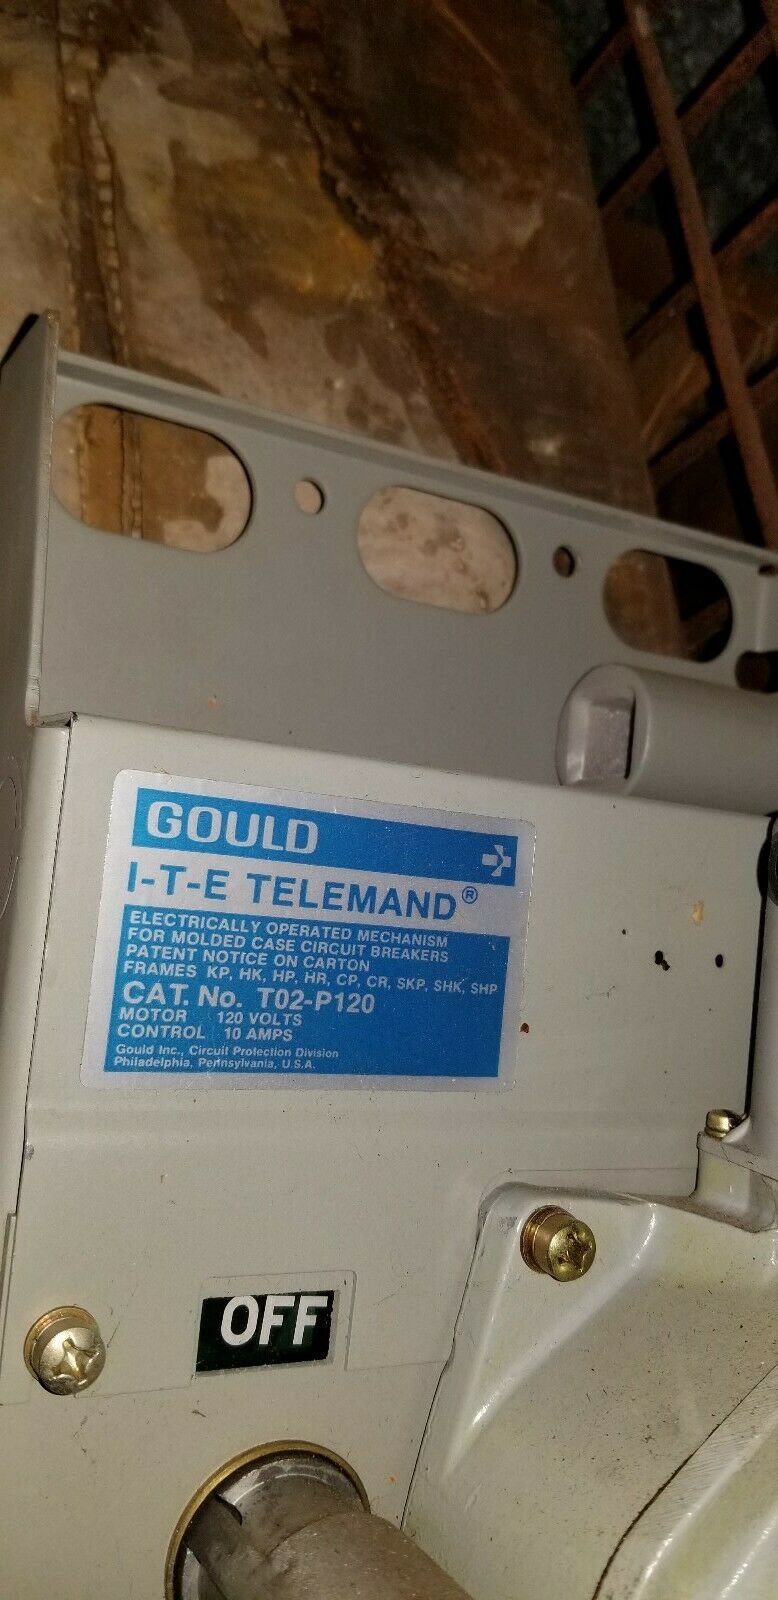 GOULD
I-T-E TELEMAND®
ELECTRICALLY OPERATED MECHANISM
FOR MOLDED CASE CIRCUIT BREAKERS
PATENT NOTICE ON CARTON
FRAMES KP, HK, HP, HR, CP, CR, SKP, SHK, SHP
CAT. No. T02-P120
MOTOR 120 VOLTS
CONTROL 10 AMPS
Gould Inc., Circuit Protection Division
Philadelphia, Pennsylvania, U.S.A.
OFF